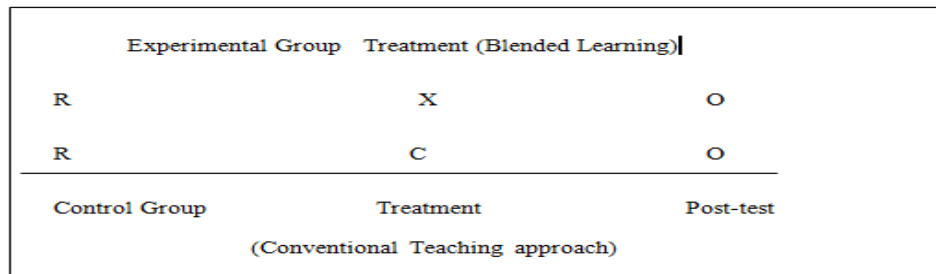 Experimental Group Treatment (Blended Learning)
R X O
R C O
Control Group Treatment Post-test
(Conventional Teaching approach)